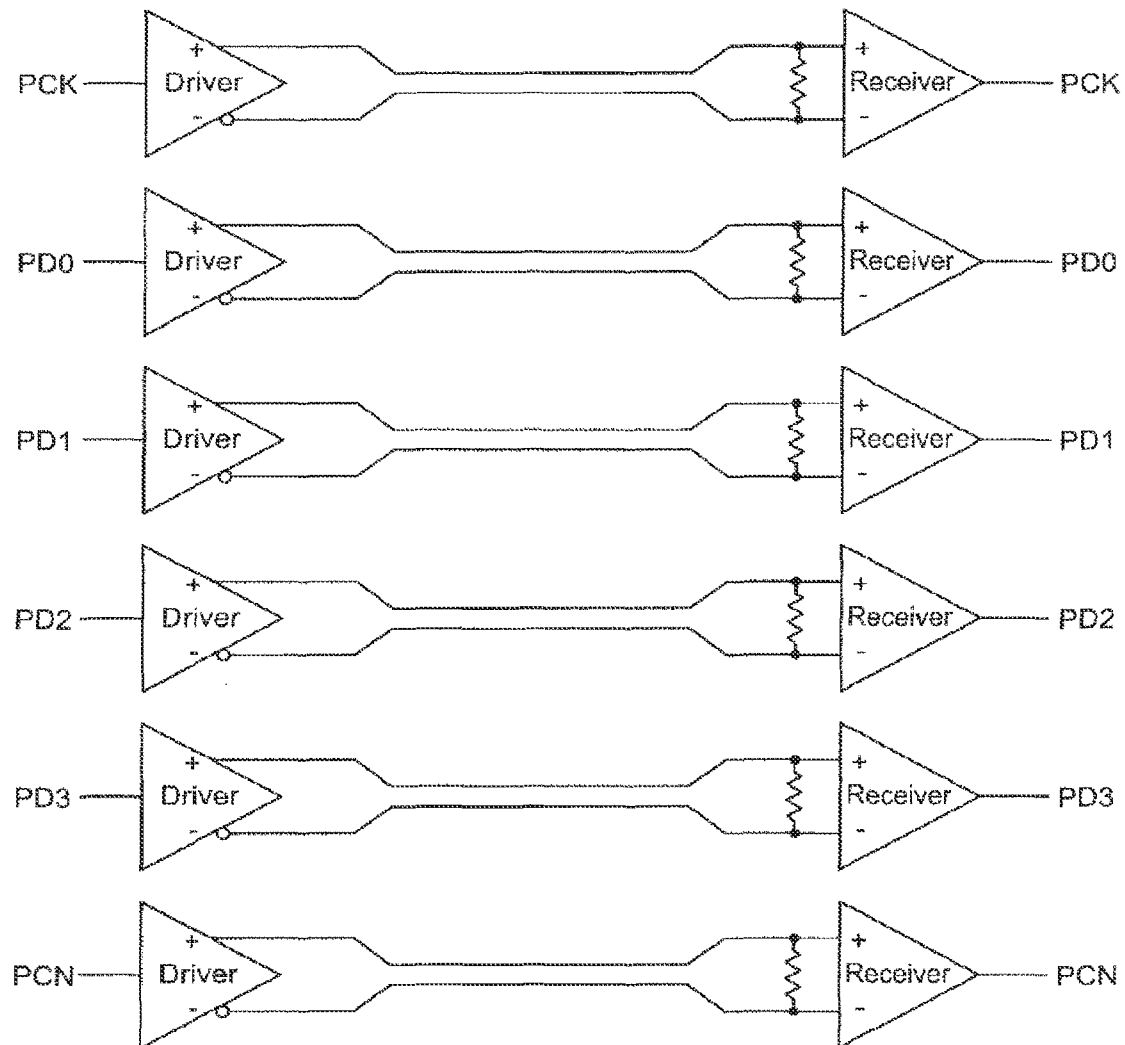 + +
PCK Driver Receiver PCK
- -
+ +
PD0 Driver Receiver PD0
- -
+ +
PD1 Driver Receiver PD1
- -
+ +
PD2 Driver Receiver PD2
- -
+ +
PD3 Driver Receiver PD3
- -
+ +
PCN Driver Receiver PCN
- -